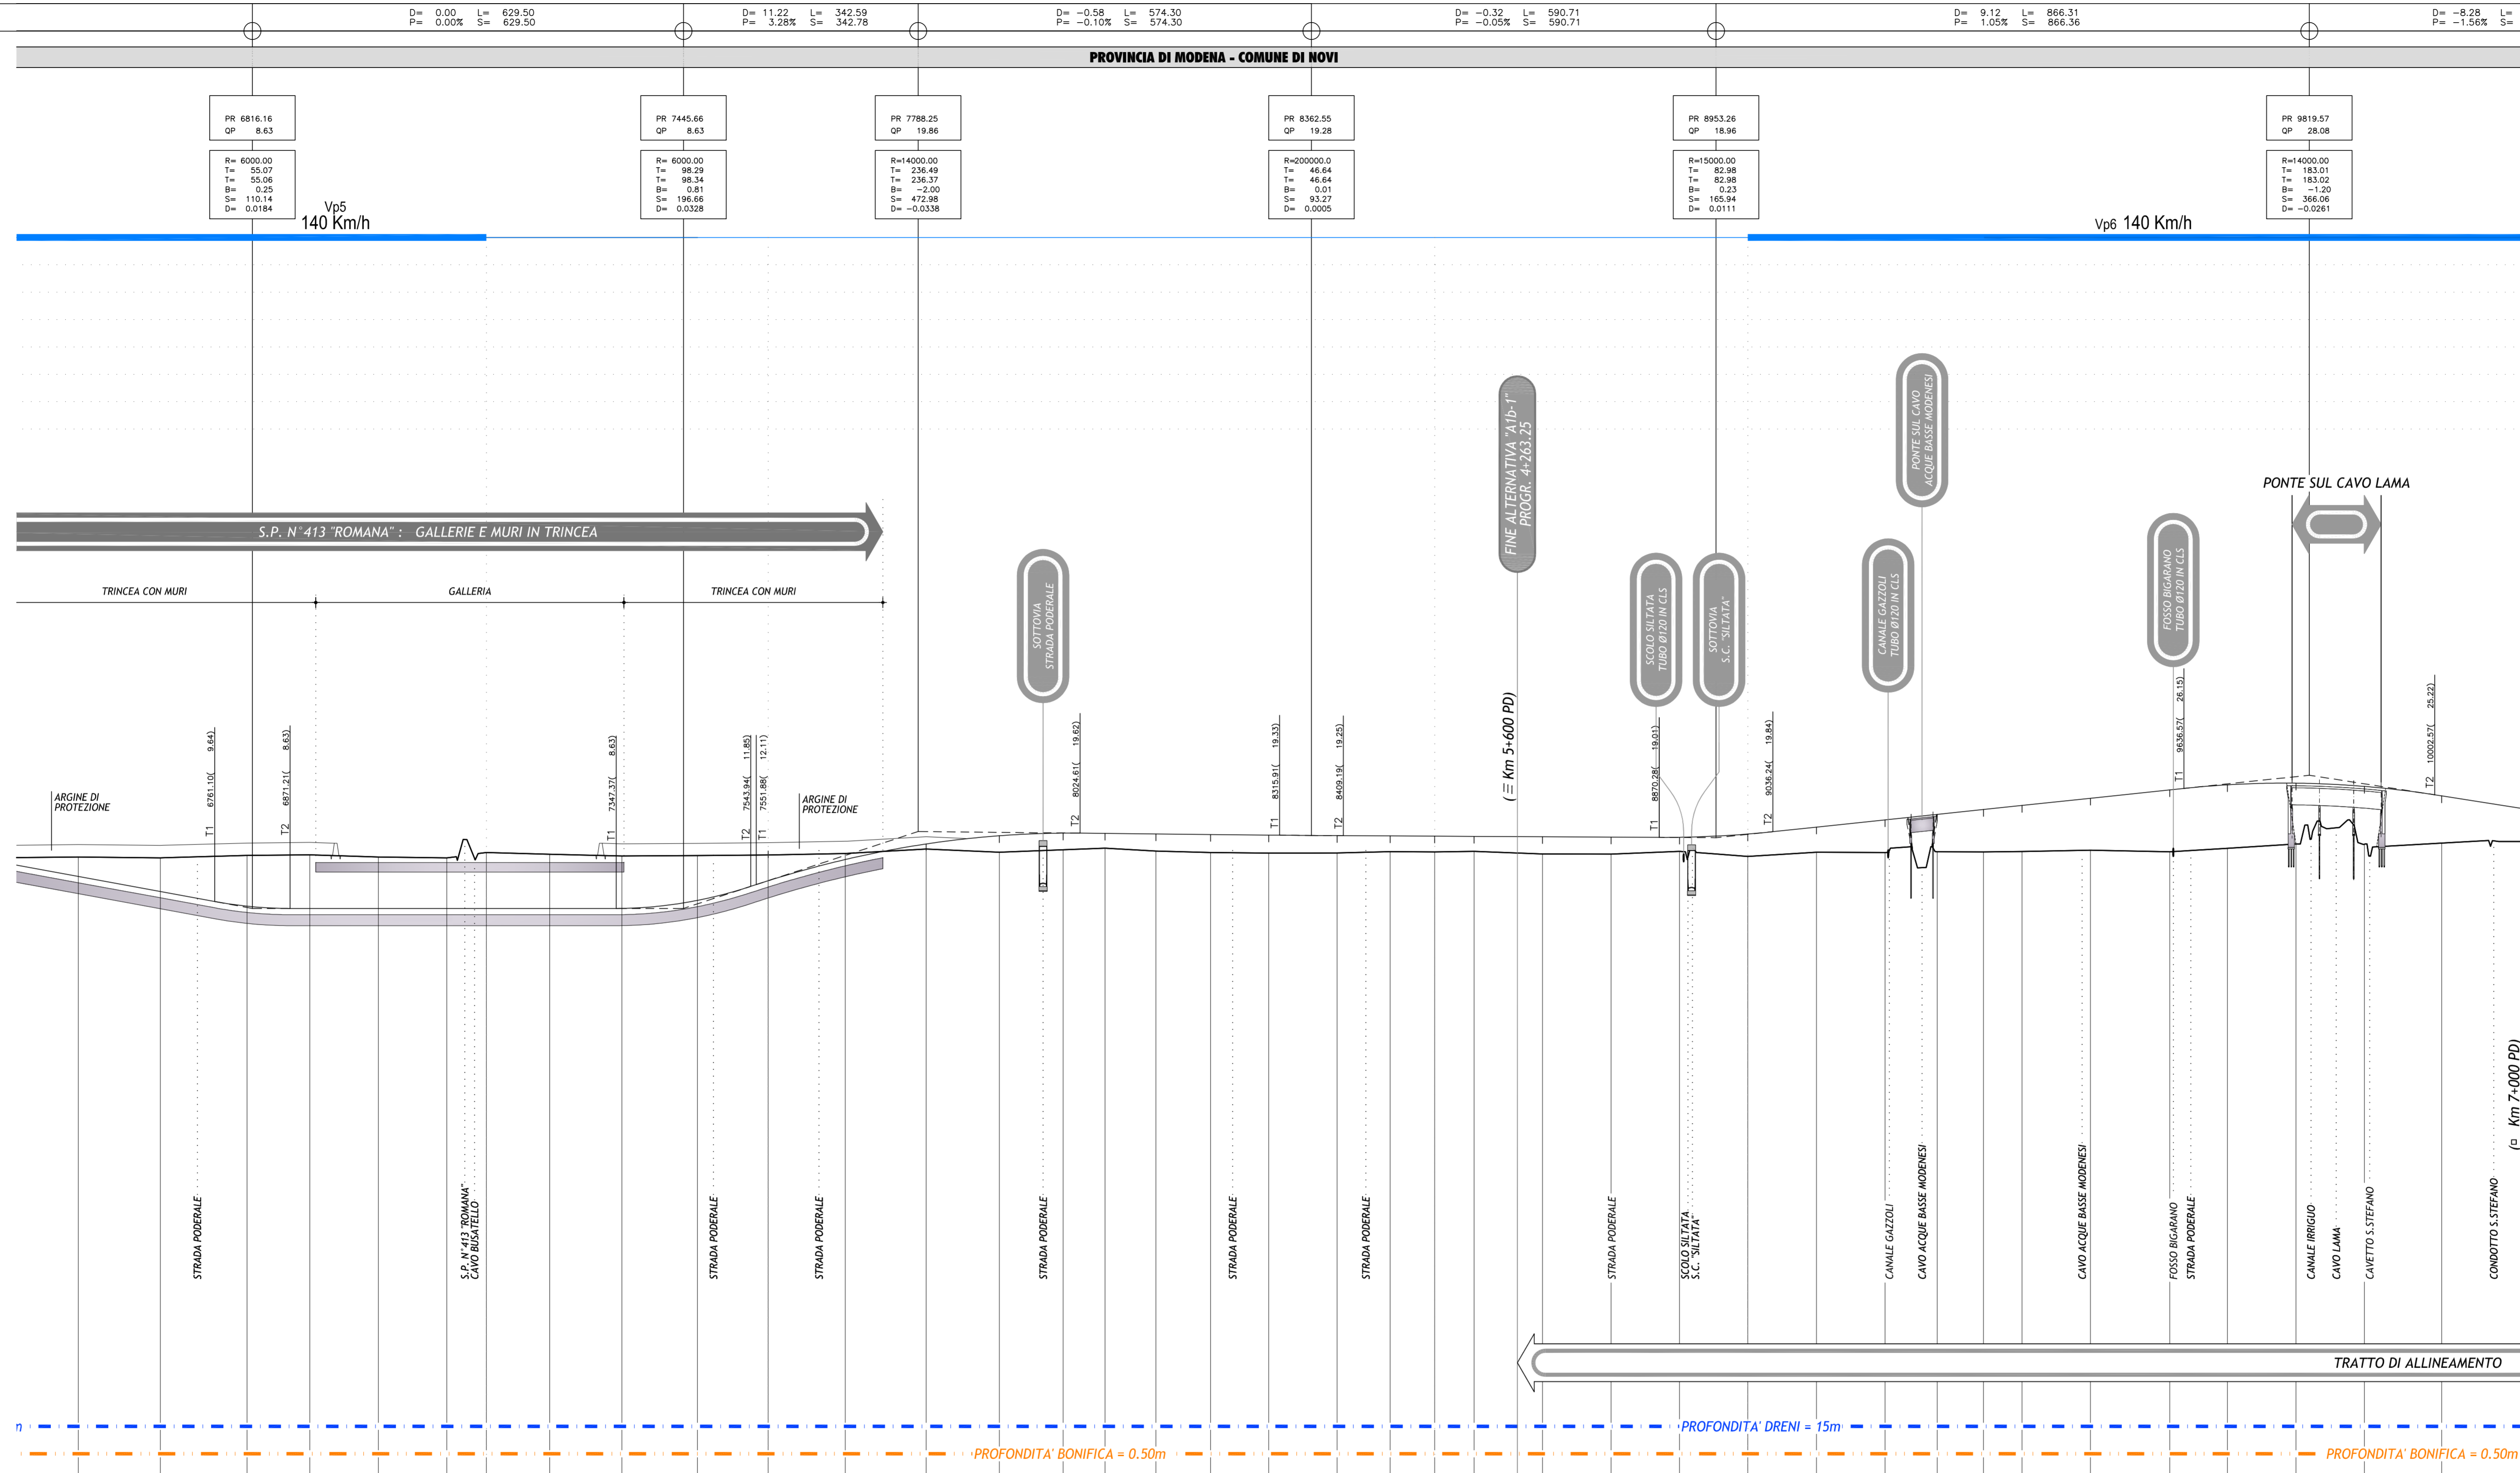 D= 0.00 L= 629.50
P= 0.00% S= 629.50
D= 11.22 L= 342.59
P= 3.28% S= 342.78
D= −0.58 L= 574.30
P= −0.10% S= 574.30
D= −0.32 L= 590.71
P= −0.05% S= 590.71
D= 9.12 L= 866.31
P= 1.05% S= 866.36
D= −8.28 L=
P= −1.56% S=
PROVINCIA DI MODENA - COMUNE DI NOVI
PR 6816.16
QP 8.63
R= 6000.00
T= 55.07
T= 55.06
B= 0.25
S= 110.14
D= 0.0184
PR 7445.66
QP 8.63
R= 6000.00
T= 98.29
T= 98.34
B= 0.81
S= 196.66
D= 0.0328
PR 7788.25
QP 19.86
R=14000.00
T= 236.49
T= 236.37
B= −2.00
S= 472.98
D= −0.0338
PR 8362.55
QP 19.28
R=200000.0
T= 46.64
T= 46.64
B= 0.01
S= 93.27
D= 0.0005
PR 8953.26
QP 18.96
R=15000.00
T= 82.98
T= 82.98
B= 0.23
S= 165.94
D= 0.0111
PR 9819.57
QP 28.08
R=14000.00
T= 183.01
T= 183.02
B= −1.20
S= 366.06
D= −0.0261
Vp5
140 Km/h
Vp6 140 Km/h
S.P. N°413 "ROMANA" : GALLERIE E MURI IN TRINCEA
TRINCEA CON MURI
GALLERIA
TRINCEA CON MURI
SOTTOVIA
STRADA PODERALE
FINE ALTERNATIVA "A1b-1"
PROGR. 4+263.25
SCOLO SILTATA
TUBO Ø120 IN CLS
SOTTOVIA
S.C. "SILTATA"
CANALE GAZZOLI
TUBO Ø120 IN CLS
PONTE SUL CAVO
ACQUE BASSE MODENESI
FOSSO BIGARANO
TUBO Ø120 IN CLS
PONTE SUL CAVO LAMA
ARGINE DI
PROTEZIONE
T1 6761.10( 9.64)
T2 6871.21( 8.63)
T1 7347.37( 8.63)
T2 7543.94( 11.85)
T1 7551.88( 12.11)
ARGINE DI
PROTEZIONE
T2 8024.61( 19.62)
T1 8315.91( 19.33)
T2 8409.19( 19.25)
(≡ Km 5+600 PD)
T1 8870.28( 19.01)
T2 9036.24( 19.84)
T1 9636.57( 26.15)
T2 10002.57( 25.22)
(¤ Km 7+000 PD)
STRADA PODERALE
S.P. N°413 "ROMANA"
CAVO BUSATELLO
STRADA PODERALE
STRADA PODERALE
STRADA PODERALE
STRADA PODERALE
STRADA PODERALE
STRADA PODERALE
SCOLO SILTATA
S.C. "SILTATA"
CANALE GAZZOLI
CAVO ACQUE BASSE MODENESI
CAVO ACQUE BASSE MODENESI
FOSSO BIGARANO
STRADA PODERALE
CANALE IRRIGUO
CAVO LAMA
CAVETTO S.STEFANO
CONDOTTO S.STEFANO
TRATTO DI ALLINEAMENTO
m
PROFONDITA' DRENI = 15m
PROFONDITA' BONIFICA = 0.50m
PROFONDITA' BONIFICA = 0.50m